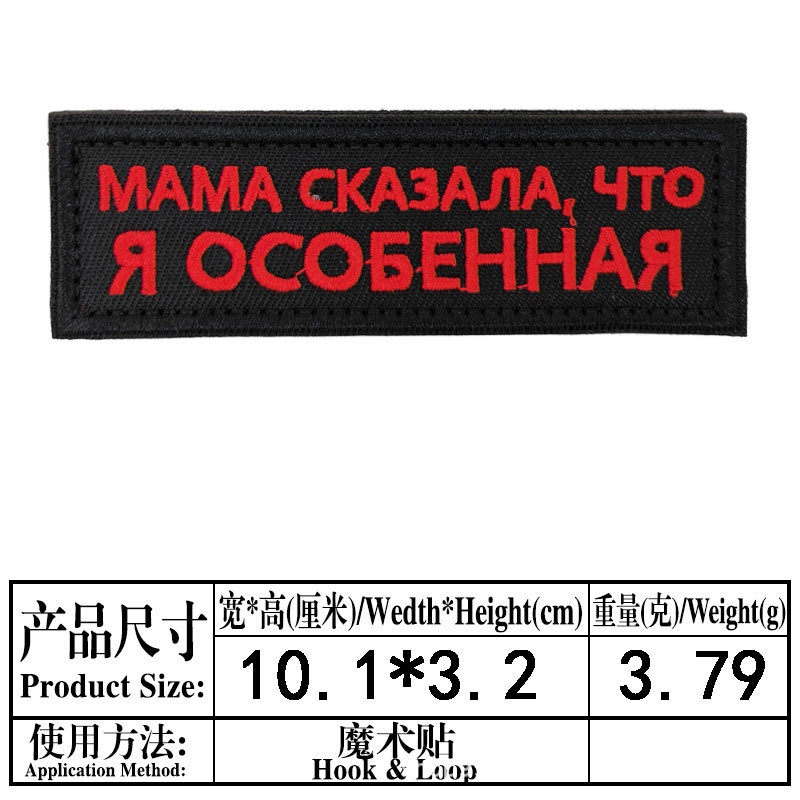 МАМА СКАЗАЛА, ЧТО
Я ОСОБЕННАЯ
产品尺寸
Product Size:
宽*高(厘米)/Wedth*Height(cm)
重量(克)/Weight(g)
10.1*3.2
3.79
使用方法:
Application Method:
魔术贴
Hook & Loop